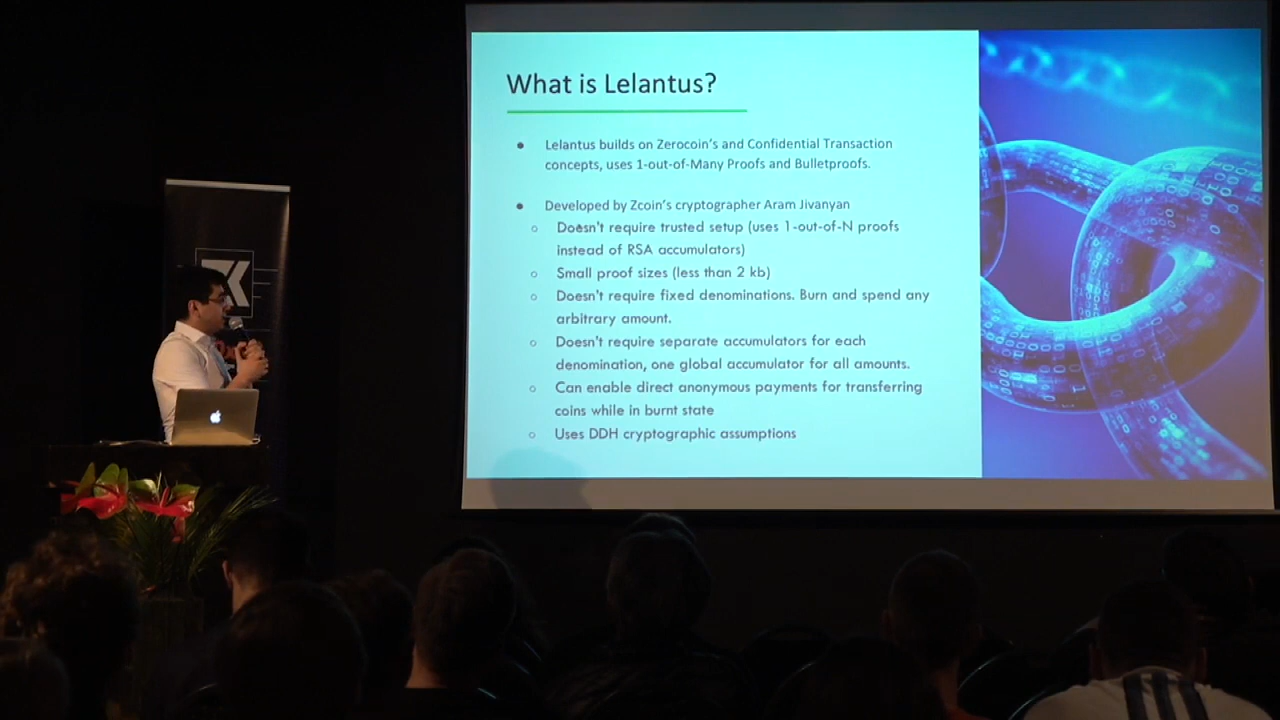 What is Lelantus?
Lelantus builds on Zerocoin's and Confidential Transaction
concepts, uses 1-out-of-Many Proofs and Bulletproofs.
Developed by Zcoin's cryptographer Aram Jivanyan
Doesn't require trusted setup (uses 1-out-of-N proofs
instead of RSA accumulators)
Small proof sizes (less than 2 kb)
Doesn't require fixed denominations. Burn and spend any
arbitrary amount.
Doesn't require separate accumulators for each
denomination, one global accumulator for all amounts.
Can enable direct anonymous payments for transferring
coins while in burnt state
Uses DDH cryptographic assumptions